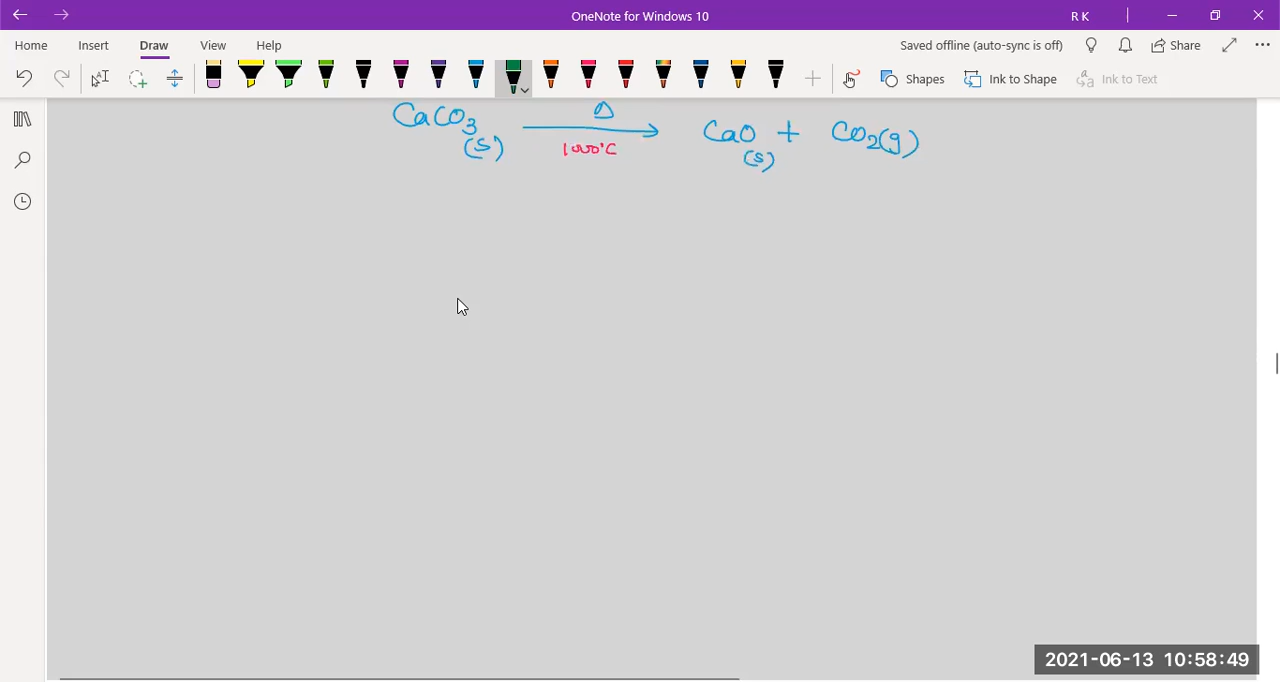 OneNote for Windows 10
R K
Home Insert Draw View Help
Saved offline (auto-sync is off) Share
Shapes Ink to Shape Ink to Text
CaCO3 (s) Δ 1000°C CaO (s) + CO2(g)
2021-06-13 10:58:49